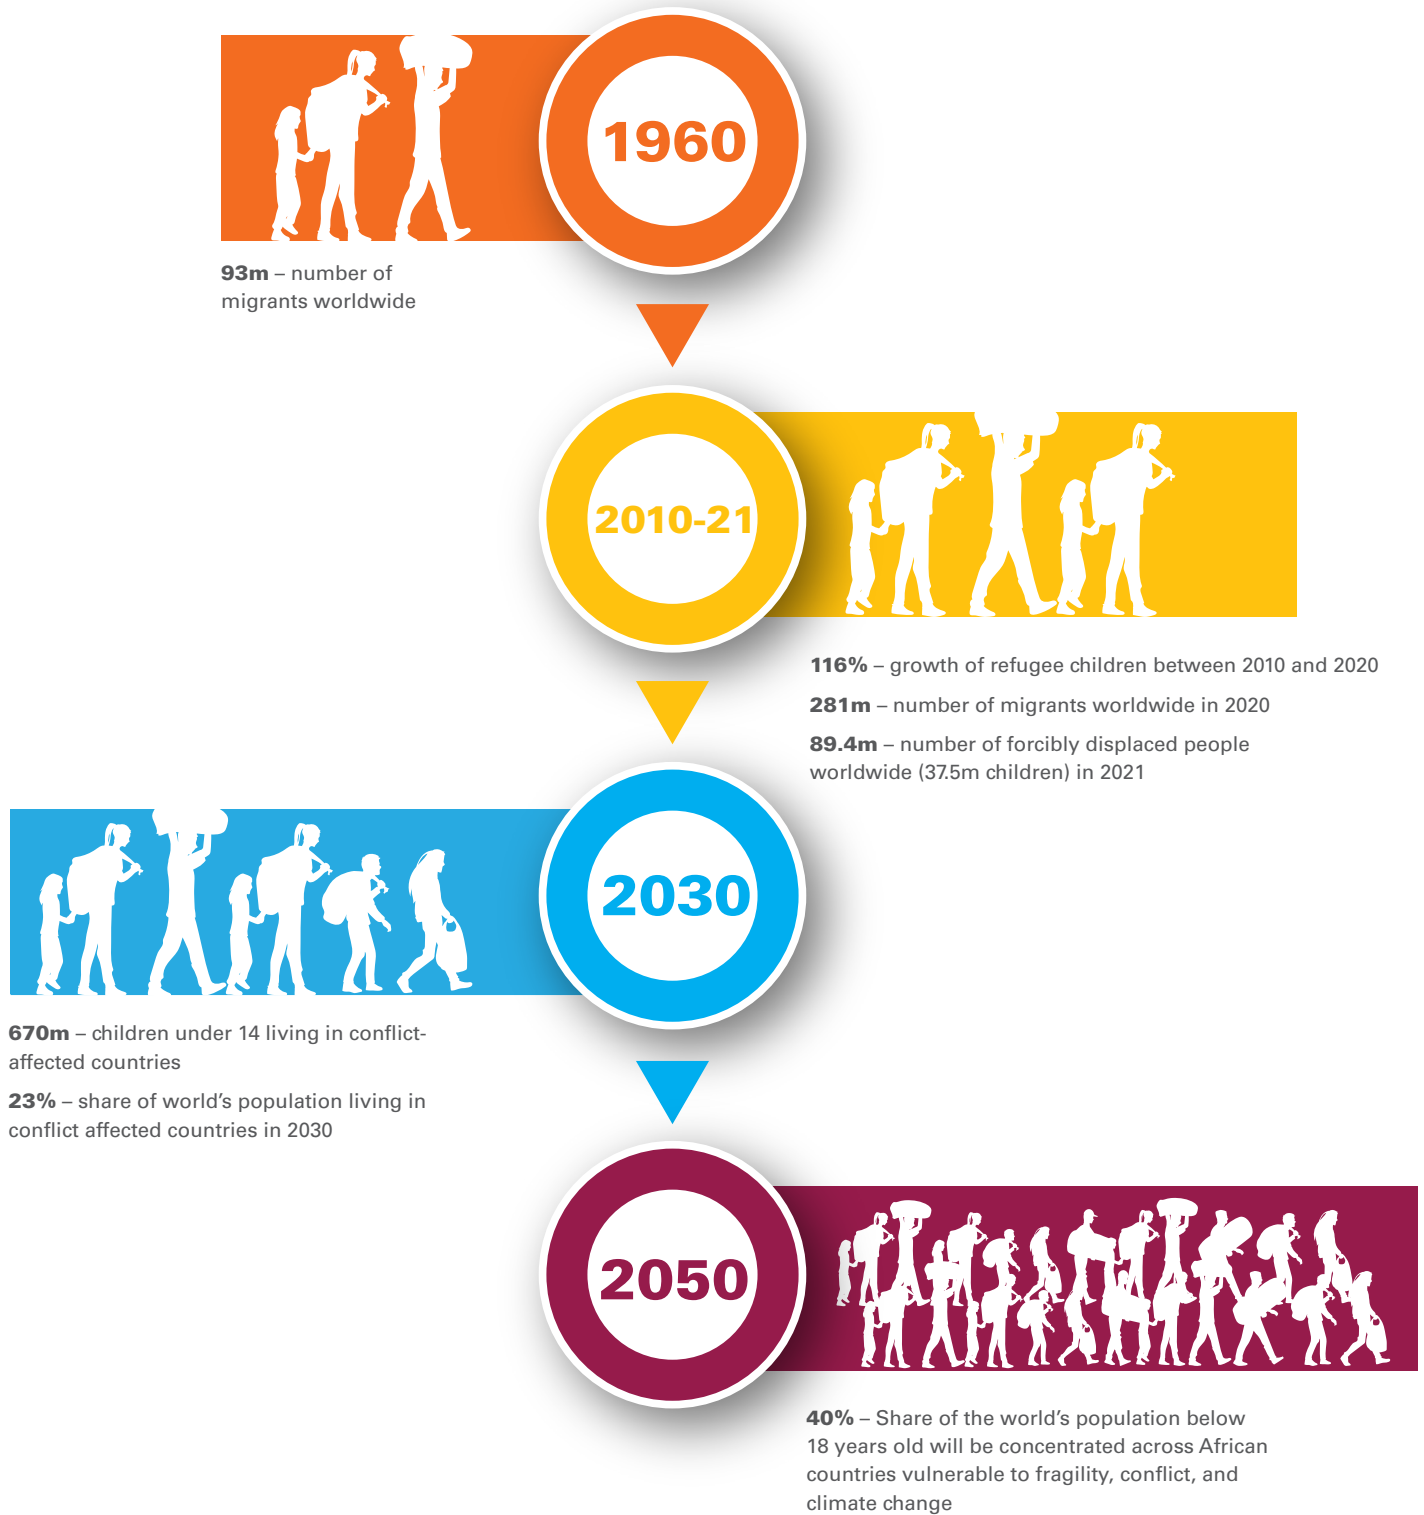 1960
93m – number of
migrants worldwide
2010-21
116% – growth of refugee children between 2010 and 2020
281m – number of migrants worldwide in 2020
89.4m – number of forcibly displaced people
worldwide (37.5m children) in 2021
2030
670m – children under 14 living in conflict-
affected countries
23% – share of world’s population living in
conflict affected countries in 2030
2050
40% – Share of the world’s population below
18 years old will be concentrated across African
countries vulnerable to fragility, conflict, and
climate change